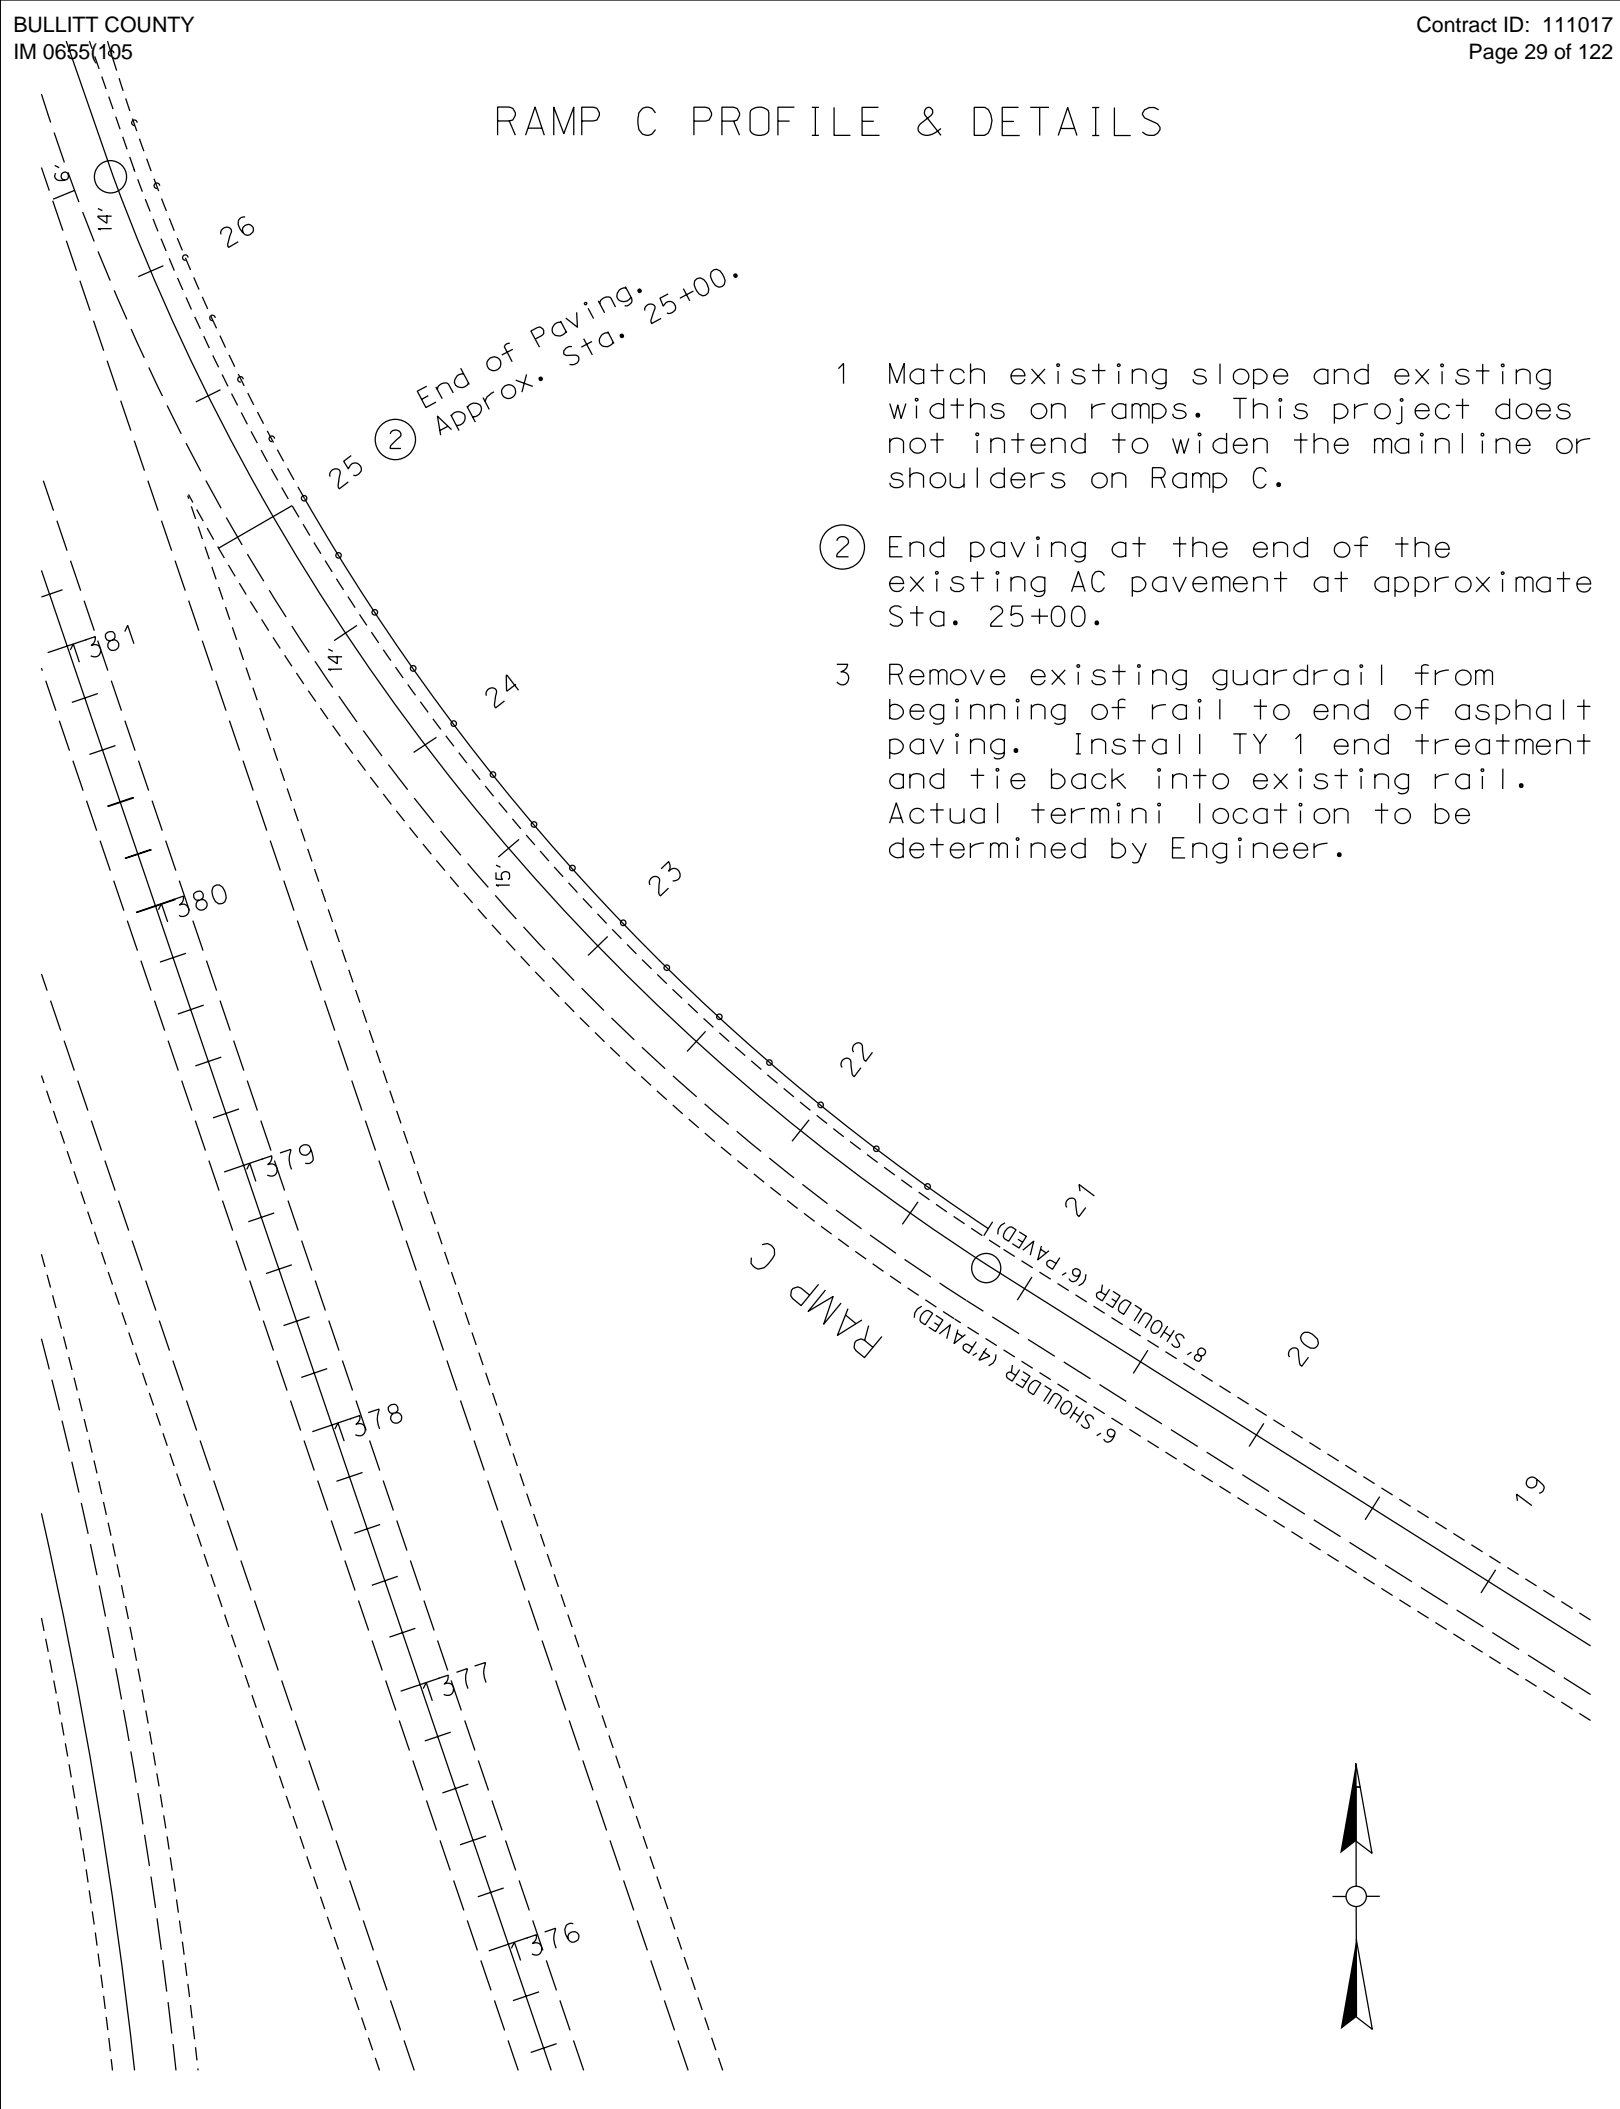 BULLITT COUNTY
IM 0655(105
Contract ID: 111017
Page 29 of 122
RAMP C PROFILE & DETAILS
6'
14'
26
End of Paving.
Approx. Sta. 25+00.
25
2
1 Match existing slope and existing
widths on ramps. This project does
not intend to widen the mainline or
shoulders on Ramp C.
2 End paving at the end of the
existing AC pavement at approximate
Sta. 25+00.
3 Remove existing guardrail from
beginning of rail to end of asphalt
paving. Install TY 1 end treatment
and tie back into existing rail.
Actual termini location to be
determined by Engineer.
1381
14'
24
15'
23
1380
22
1379
21
8' SHOULDER (6' PAVED)
RAMP C
6' SHOULDER (4'PAVED)
20
1378
19
1377
1376